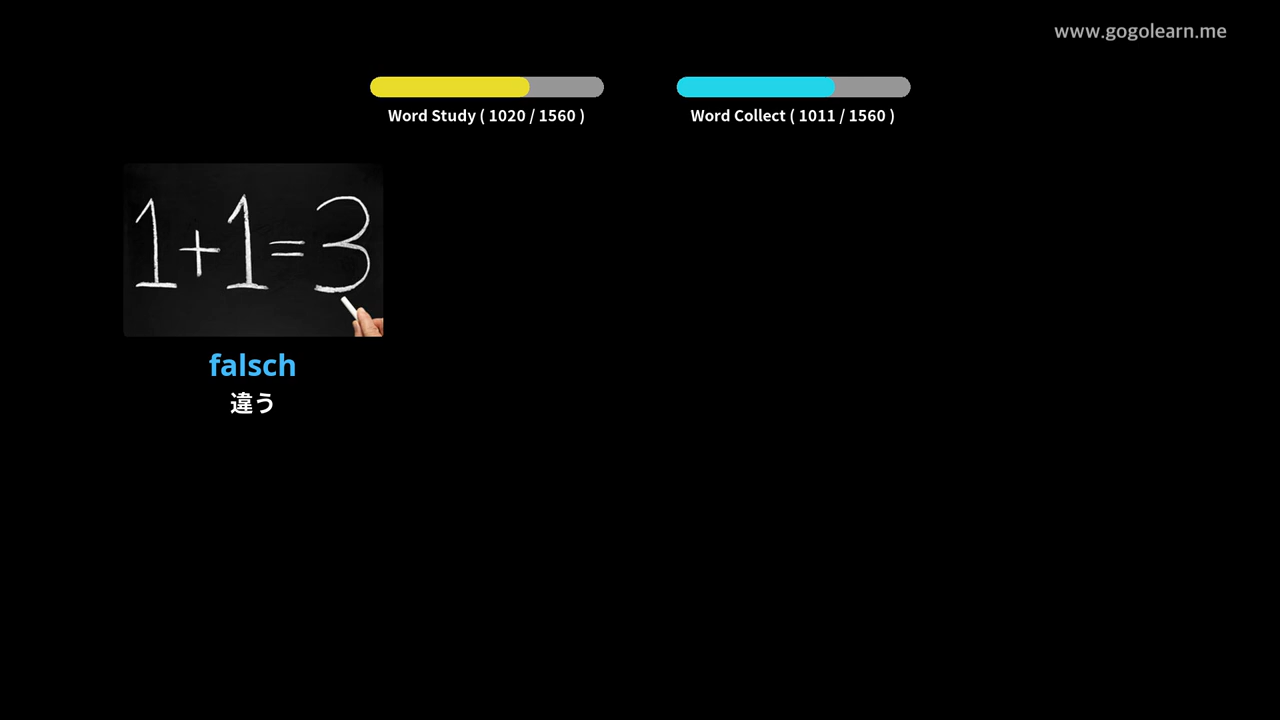 www.gogolearn.me
Word Study ( 1020 / 1560 )
Word Collect ( 1011 / 1560 )
1+1=3
falsch
違う